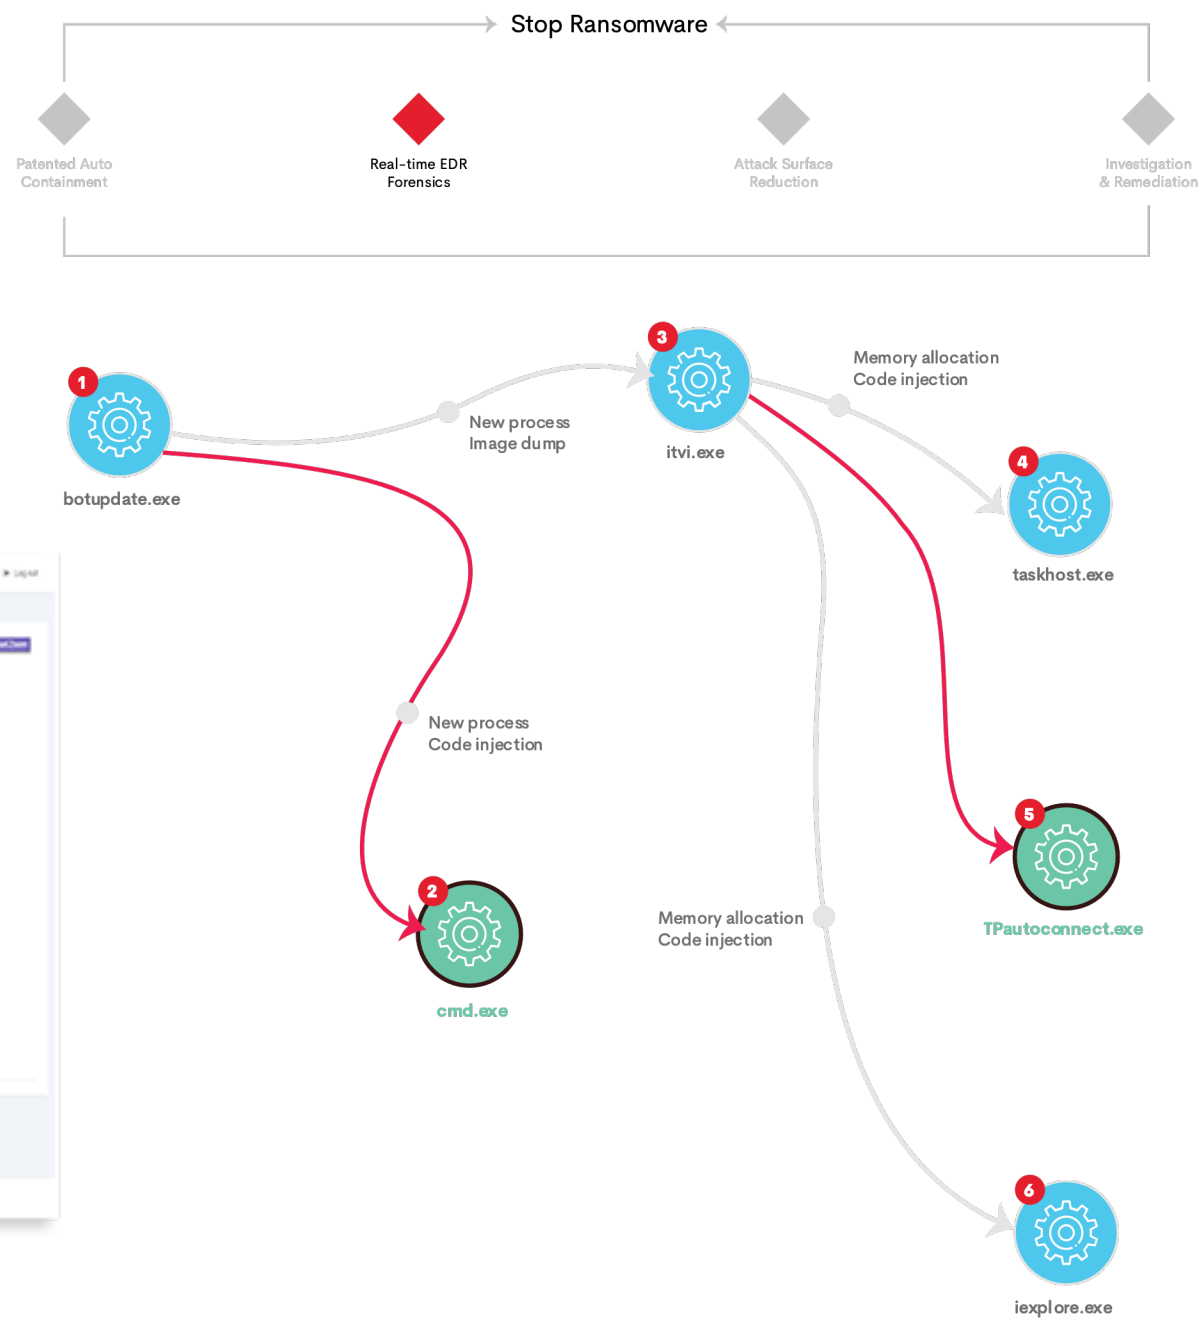 Stop Ransomware
Patented Auto
Containment
Real-time EDR
Forensics
Attack Surface
Reduction
Investigation
& Remediation
1
botupdate.exe
New process
Image dump
3
itvi.exe
Memory allocation
Code injection
4
taskhost.exe
Log out
New process
Code injection
2
cmd.exe
5
TPautoconnect.exe
Memory allocation
Code injection
6
iexplore.exe